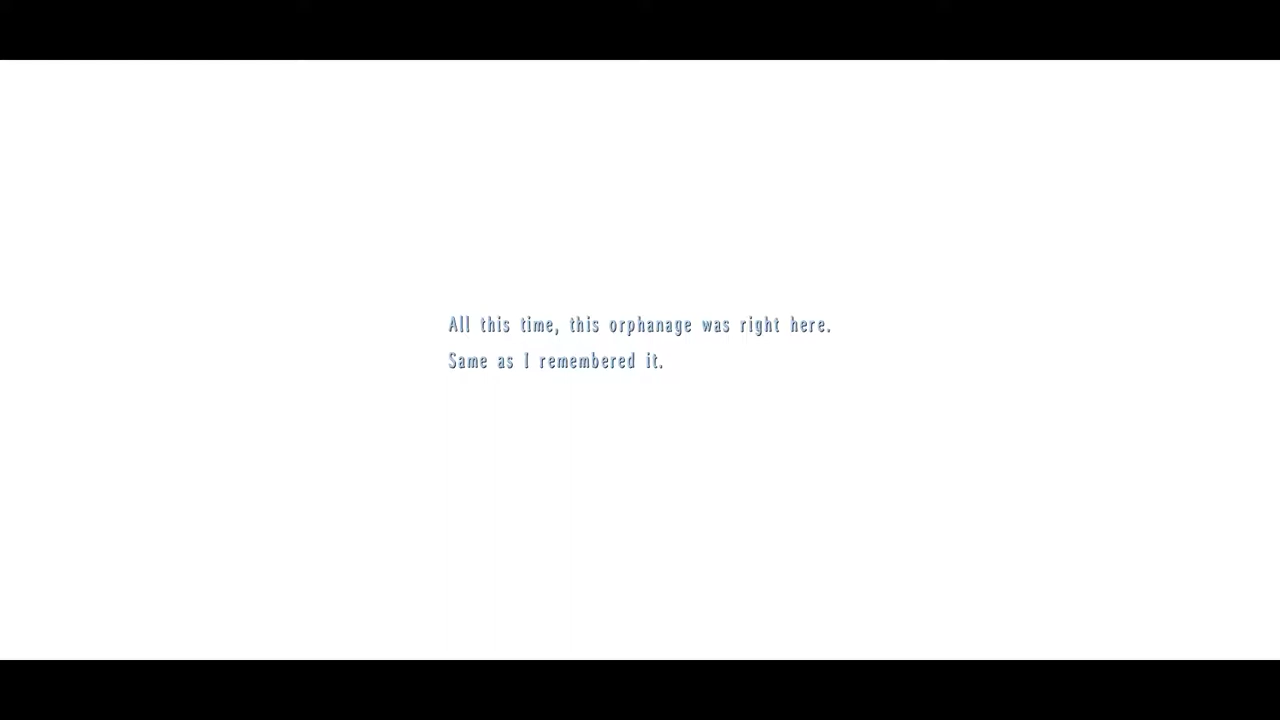 All this time, this orphanage was right here.
Same as I remembered it.